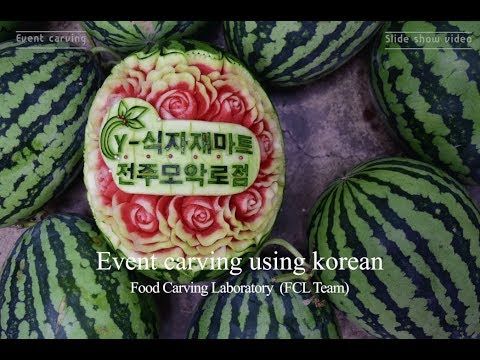 Event carving
Slide show video
Y-식자재마트
전주모악로점
Event carving using korean
Food Carving Laboratory (FCL Team)